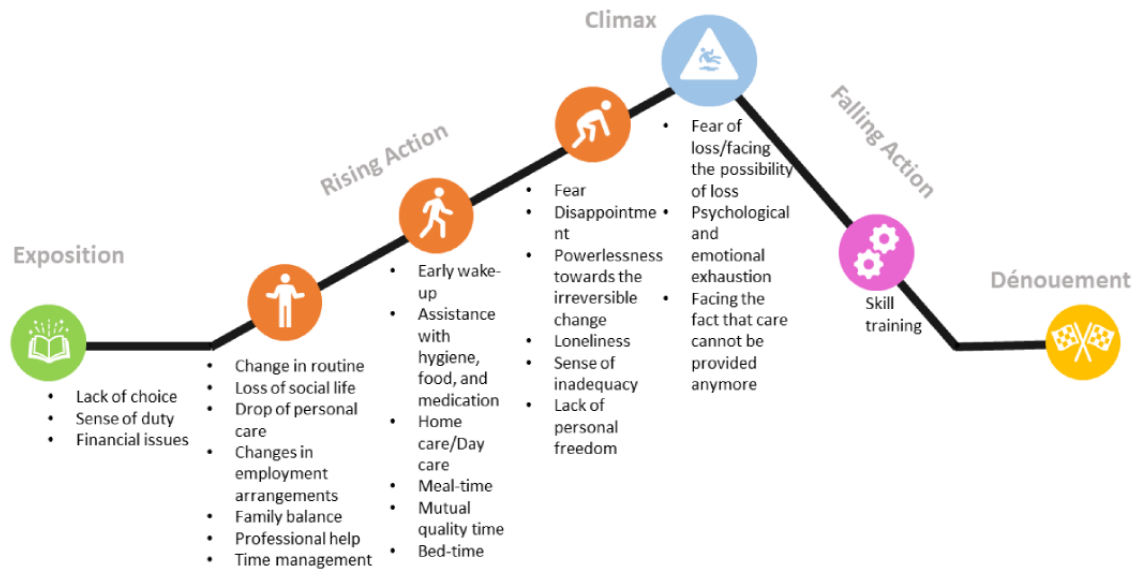 Exposition
• Lack of choice
• Sense of duty
• Financial issues
Rising Action
• Change in routine
• Loss of social life
• Drop of personal
care
• Changes in
employment
arrangements
• Family balance
• Professional help
• Time management
• Early wake-
up
• Assistance
with
hygiene,
food, and
medication
• Home
care/Day
care
• Meal-time
• Mutual
quality time
• Bed-time
• Fear
• Disappointme
nt
• Powerlessness
towards the
irreversible
change
• Loneliness
• Sense of
inadequacy
• Lack of
personal
freedom
Climax
• Fear of
loss/facing
the possibility
of loss
• Psychological
and
emotional
exhaustion
• Facing the
fact that care
cannot be
provided
anymore
Falling Action
Skill
training
Dénouement